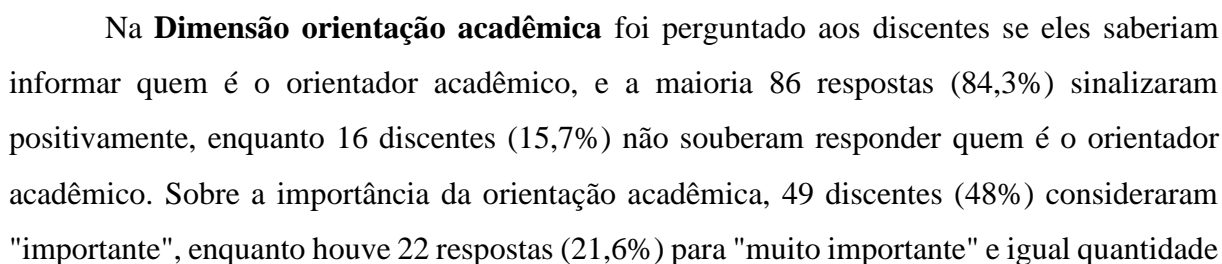 Na Dimensão orientação acadêmica foi perguntado aos discentes se eles saberiam
informar quem é o orientador acadêmico, e a maioria 86 respostas (84,3%) sinalizaram
positivamente, enquanto 16 discentes (15,7%) não souberam responder quem é o orientador
acadêmico. Sobre a importância da orientação acadêmica, 49 discentes (48%) consideraram
"importante", enquanto houve 22 respostas (21,6%) para "muito importante" e igual quantidade